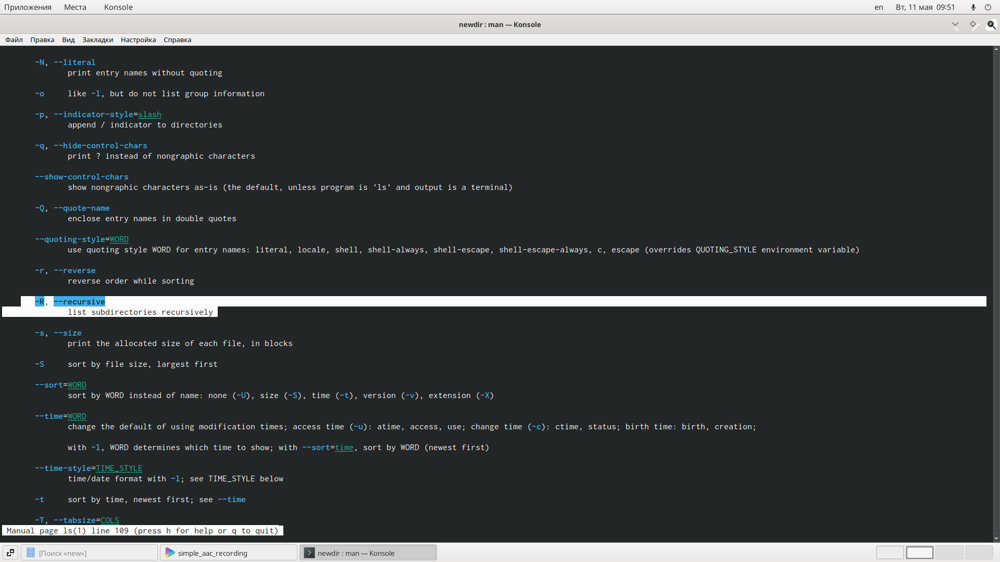 Приложения Места Konsole en Вт, 11 мая 09:51
newdir : man — Konsole
Файл Правка Вид Закладки Настройка Справка
-N, --literal
print entry names without quoting
-o like -l, but do not list group information
-p, --indicator-style=slash
append / indicator to directories
-q, --hide-control-chars
print ? instead of nongraphic characters
--show-control-chars
show nongraphic characters as-is (the default, unless program is 'ls' and output is a terminal)
-Q, --quote-name
enclose entry names in double quotes
--quoting-style=WORD
use quoting style WORD for entry names: literal, locale, shell, shell-always, shell-escape, shell-escape-always, c, escape (overrides QUOTING_STYLE environment variable)
-r, --reverse
reverse order while sorting
-R, --recursive
list subdirectories recursively
-s, --size
print the allocated size of each file, in blocks
-S sort by file size, largest first
--sort=WORD
sort by WORD instead of name: none (-U), size (-S), time (-t), version (-v), extension (-X)
--time=WORD
change the default of using modification times; access time (-u): atime, access, use; change time (-c): ctime, status; birth time: birth, creation;
with -l, WORD determines which time to show; with --sort=time, sort by WORD (newest first)
--time-style=TIME_STYLE
time/date format with -l; see TIME_STYLE below
-t sort by time, newest first; see --time
-T, --tabsize=COLS
Manual page ls(1) line 109 (press h for help or q to quit)
[Поиск «new»] simple_aac_recording newdir : man — Konsole